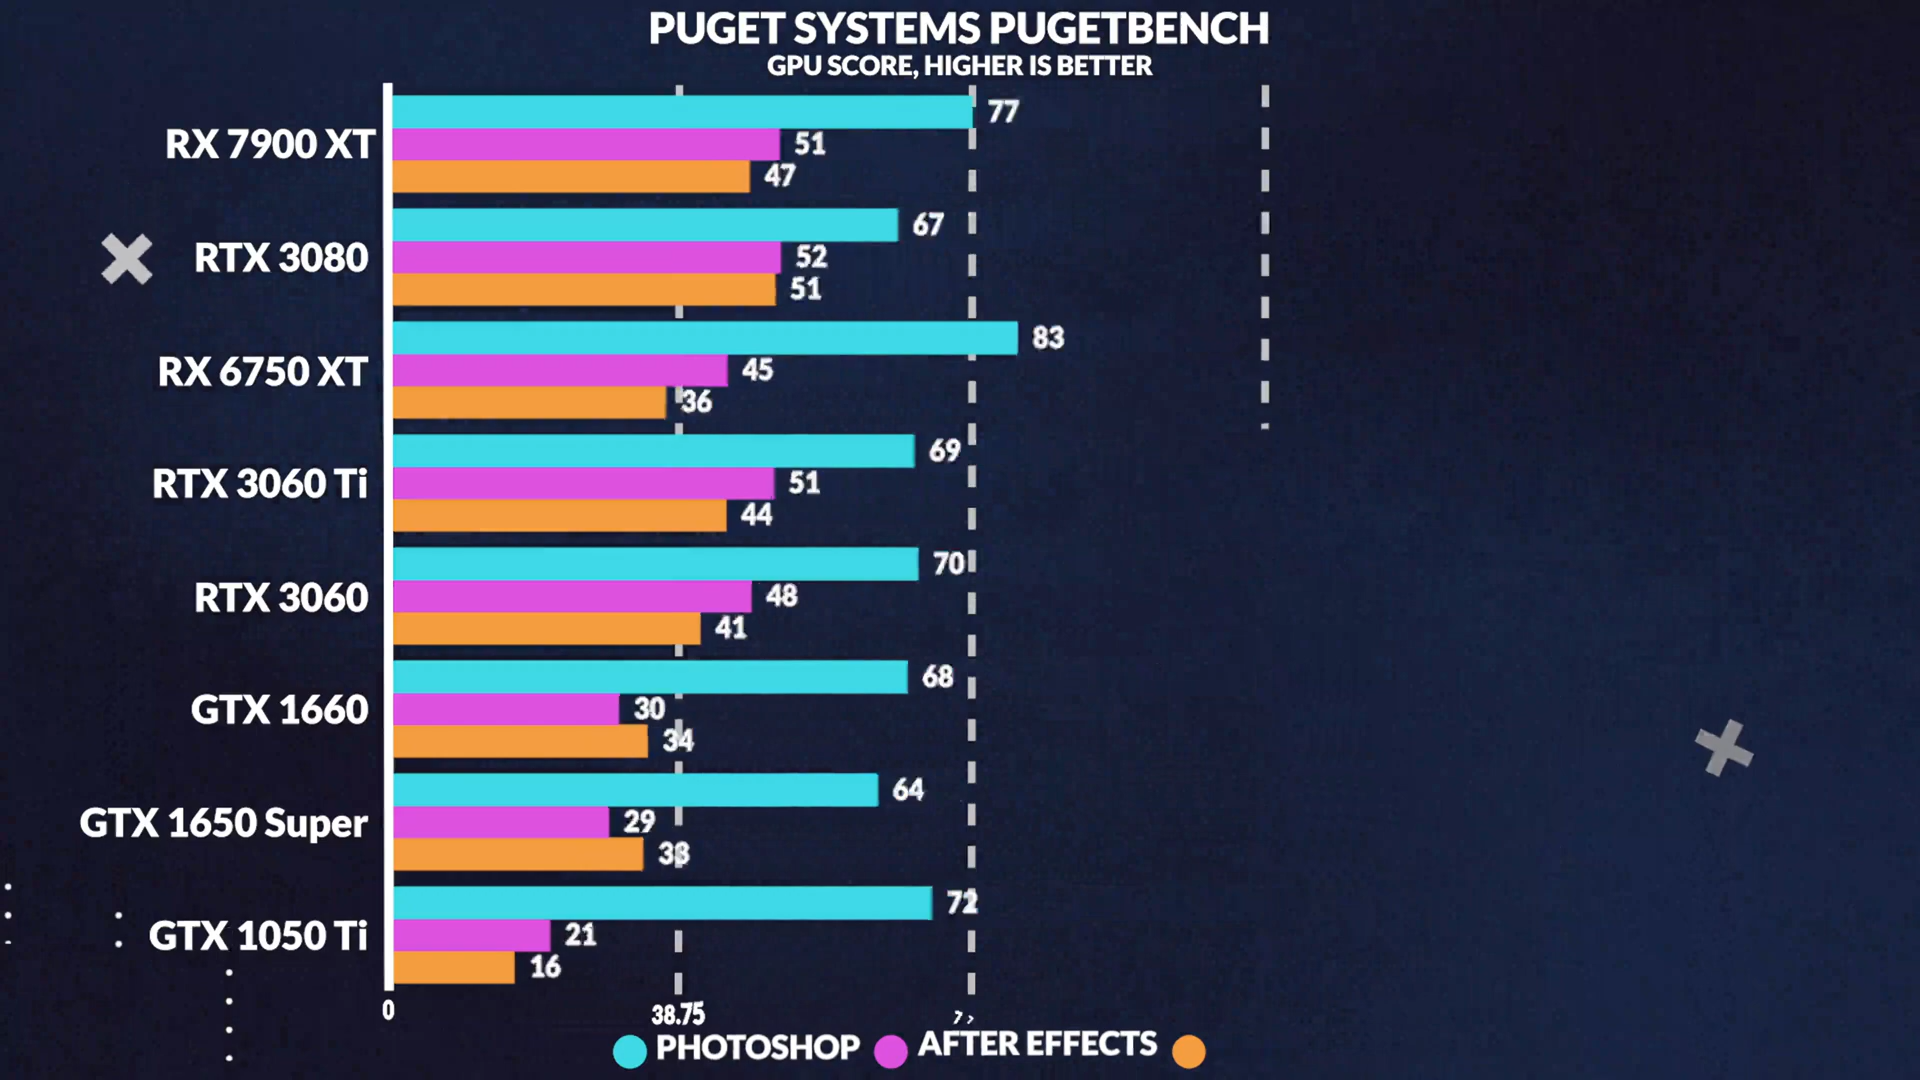 PUGET SYSTEMS PUGETBENCH
GPU SCORE, HIGHER IS BETTER
RX 7900 XT
77
51
47
RTX 3080
67
52
51
RX 6750 XT
83
45
36
RTX 3060 Ti
69
51
44
RTX 3060
70
48
41
GTX 1660
68
30
34
GTX 1650 Super
64
29
GTX 1050 Ti
21
16
0 38.75
PHOTOSHOP AFTER EFFECTS